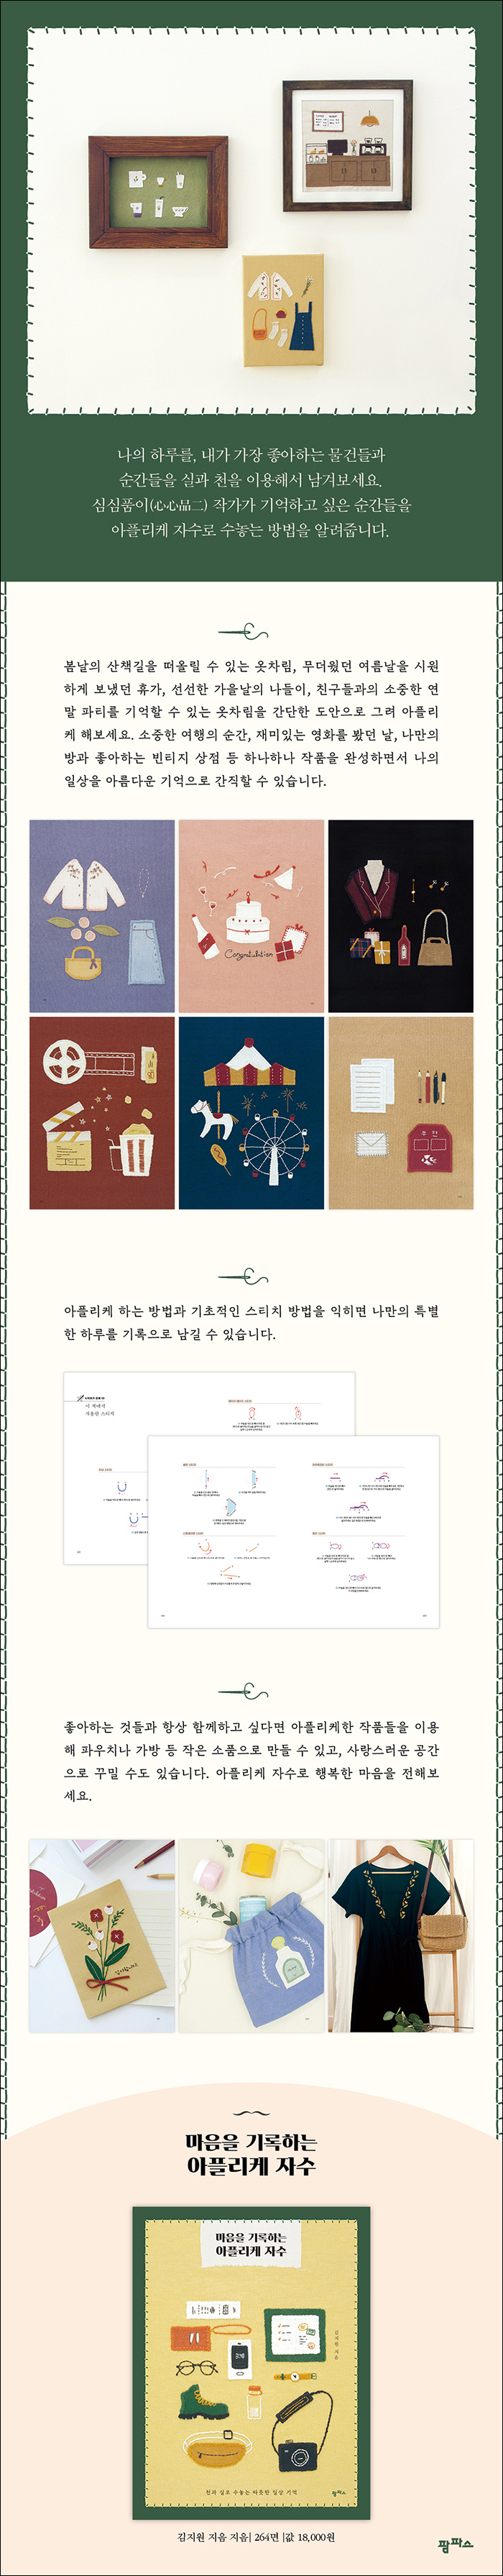 나의 하루를, 내가 가장 좋아하는 물건들과
순간들을 실과 천을 이용해서 남겨보세요.
심심품이(心心品二) 작가가 기억하고 싶은 순간들을
아플리케 자수로 수놓는 방법을 알려줍니다.
봄날의 산책길을 떠올릴 수 있는 옷차림, 무더웠던 여름날을 시원
하게 보냈던 휴가, 선선한 가을날의 나들이, 친구들과의 소중한 연
말 파티를 기억할 수 있는 옷차림을 간단한 도안으로 그려 아플리
케 해보세요. 소중한 여행의 순간, 재미있는 영화를 봤던 날, 나만의
방과 좋아하는 빈티지 상점 등 하나하나 작품을 완성하면서 나의
일상을 아름다운 기억으로 간직할 수 있습니다.
Congratulation
아플리케 하는 방법과 기초적인 스티치 방법을 익히면 나만의 특별
한 하루를 기록으로 남길 수 있습니다.
이 책에서
사용한 스티치
좋아하는 것들과 항상 함께하고 싶다면 아플리케한 작품들을 이용
해 파우치나 가방 등 작은 소품으로 만들 수 있고, 사랑스러운 공간
으로 꾸밀 수도 있습니다. 아플리케 자수로 행복한 마음을 전해보
세요.
마음을 기록하는
아플리케 자수
마음을 기록하는
아플리케 자수
김지원 지음
천과 실로 수놓는 따뜻한 일상 기억
팜파스
김지원 지음 지음| 264면 |값 18,000원
팜파스